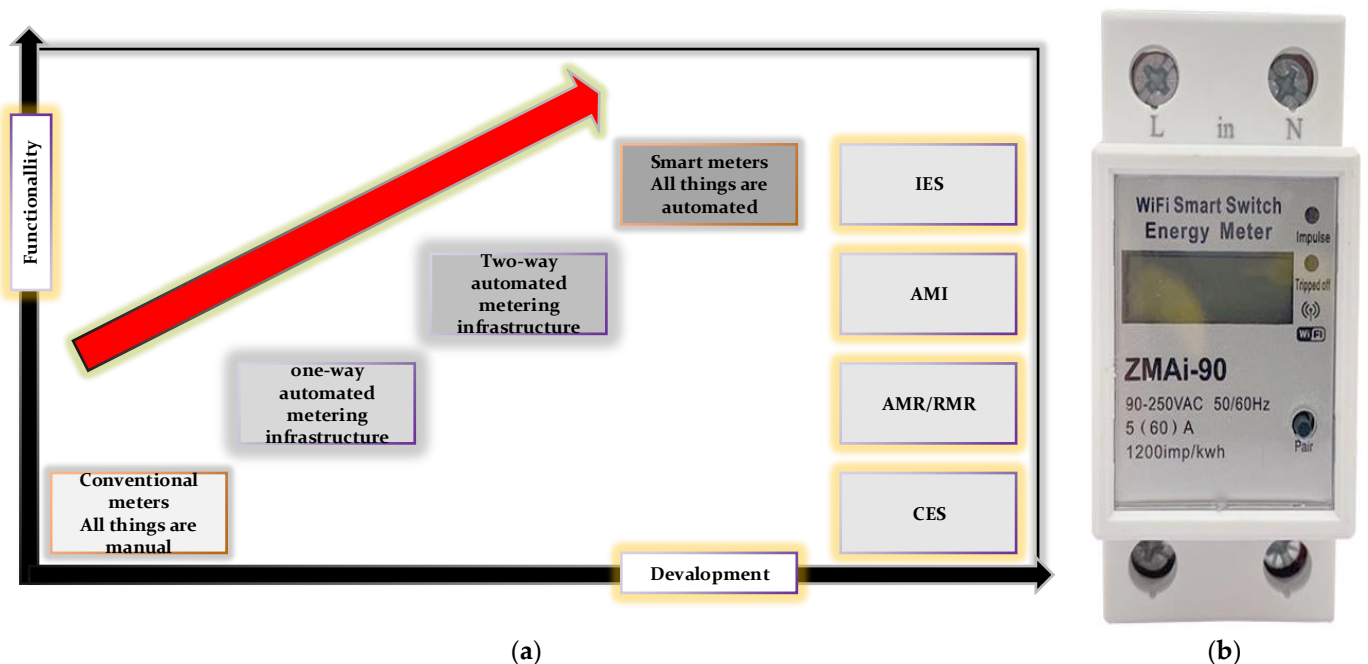 Functionallity
Smart meters
All things are
automated
IES
Two-way
automated
metering
infrastructure
AMI
one-way
automated
metering
infrastructure
AMR/RMR
Conventional
meters
All things are
manual
CES
Devalopment
(a)
L in N
WiFi Smart Switch
Energy Meter
Impulse
Tripped off
WiFi
ZMAi-90
90-250VAC 50/60Hz
5 (60) A
1200imp/kwh
Pair
(b)